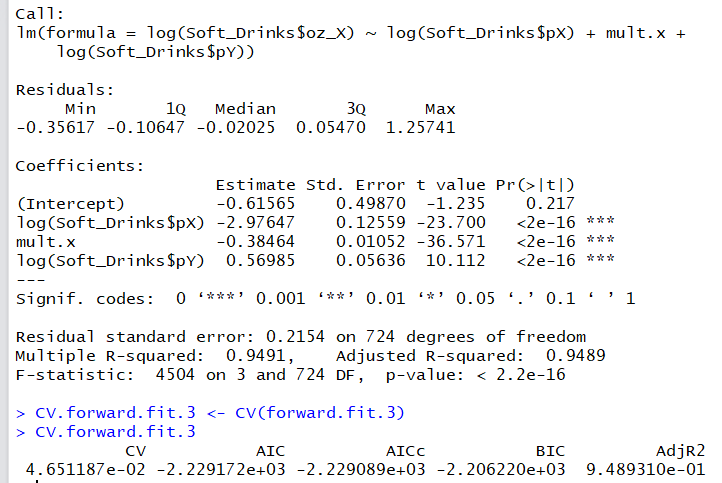 Call:
lm(formula = log(Soft_Drinks$oz_X) ~ log(Soft_Drinks$pX) + mult.x +
    log(Soft_Drinks$pY))
Residuals:
     Min       1Q   Median       3Q      Max
-0.35617 -0.10647 -0.02025  0.05470  1.25741
Coefficients:
                    Estimate Std. Error t value Pr(>|t|)
(Intercept)         -0.61565    0.49870  -1.235    0.217
log(Soft_Drinks$pX) -2.97647    0.12559 -23.700   <2e-16 ***
mult.x              -0.38464    0.01052 -36.571   <2e-16 ***
log(Soft_Drinks$pY)  0.56985    0.05636  10.112   <2e-16 ***
---
Signif. codes:  0 ‘***’ 0.001 ‘**’ 0.01 ‘*’ 0.05 ‘.’ 0.1 ‘ ’ 1
Residual standard error: 0.2154 on 724 degrees of freedom
Multiple R-squared:  0.9491,    Adjusted R-squared:  0.9489
F-statistic:  4504 on 3 and 724 DF,  p-value: < 2.2e-16
> CV.forward.fit.3 <- CV(forward.fit.3)
> CV.forward.fit.3
           CV           AIC          AICc           BIC         AdjR2
 4.651187e-02 -2.229172e+03 -2.229089e+03 -2.206220e+03  9.489310e-01